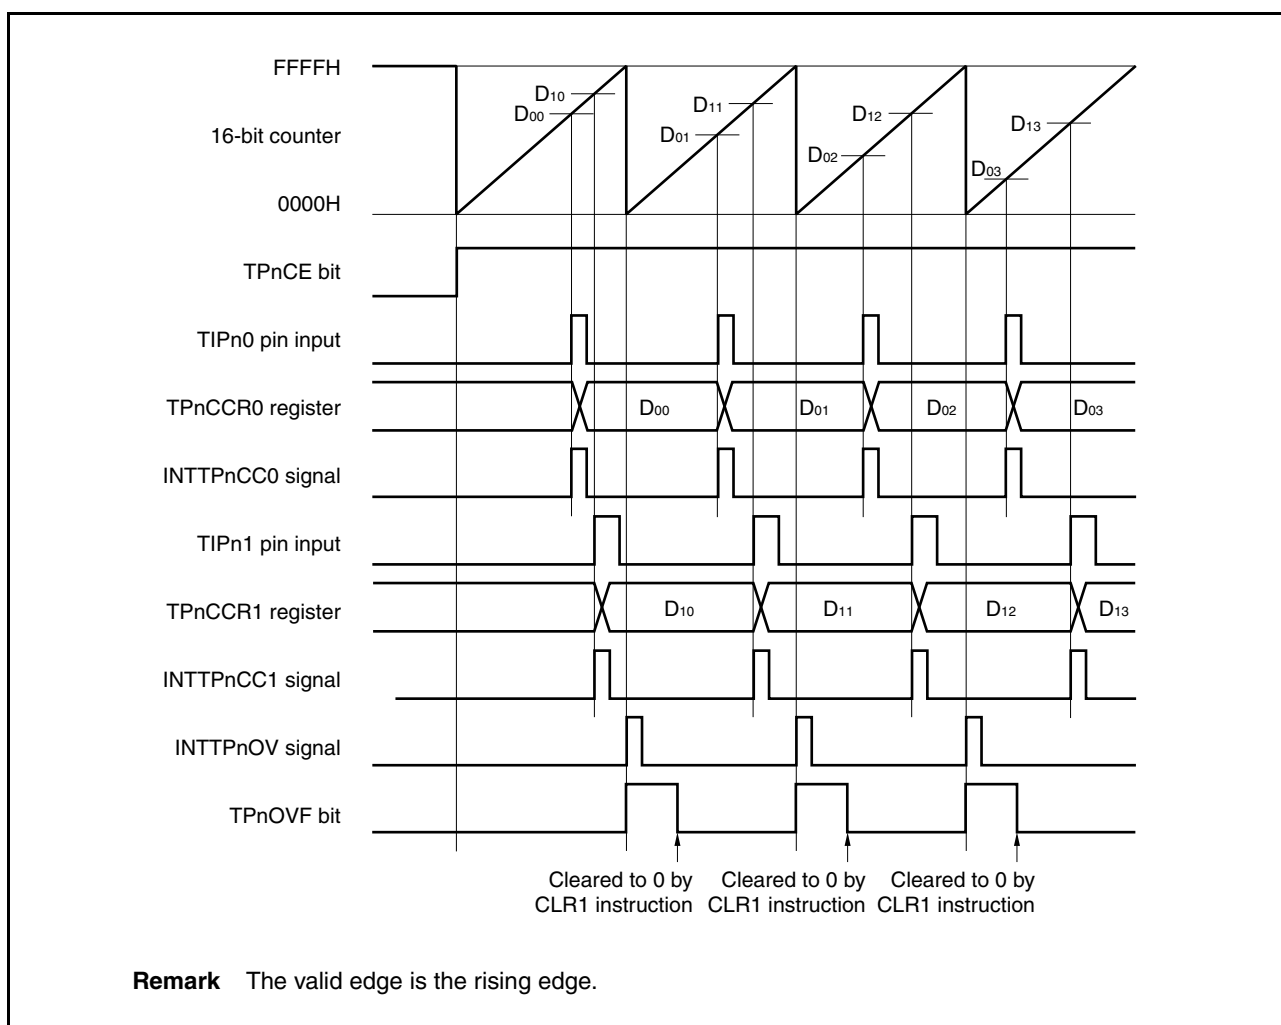 FFFFH
D10
D00
D11
D01
D12
D02
D13
D03
16-bit counter
0000H
TPnCE bit
TIPn0 pin input
TPnCCR0 register
D00
D01
D02
D03
INTTPnCC0 signal
TIPn1 pin input
TPnCCR1 register
D10
D11
D12
D13
INTTPnCC1 signal
INTTPnOV signal
TPnOVF bit
Cleared to 0 by
CLR1 instruction
Cleared to 0 by
CLR1 instruction
Cleared to 0 by
CLR1 instruction
Remark The valid edge is the rising edge.